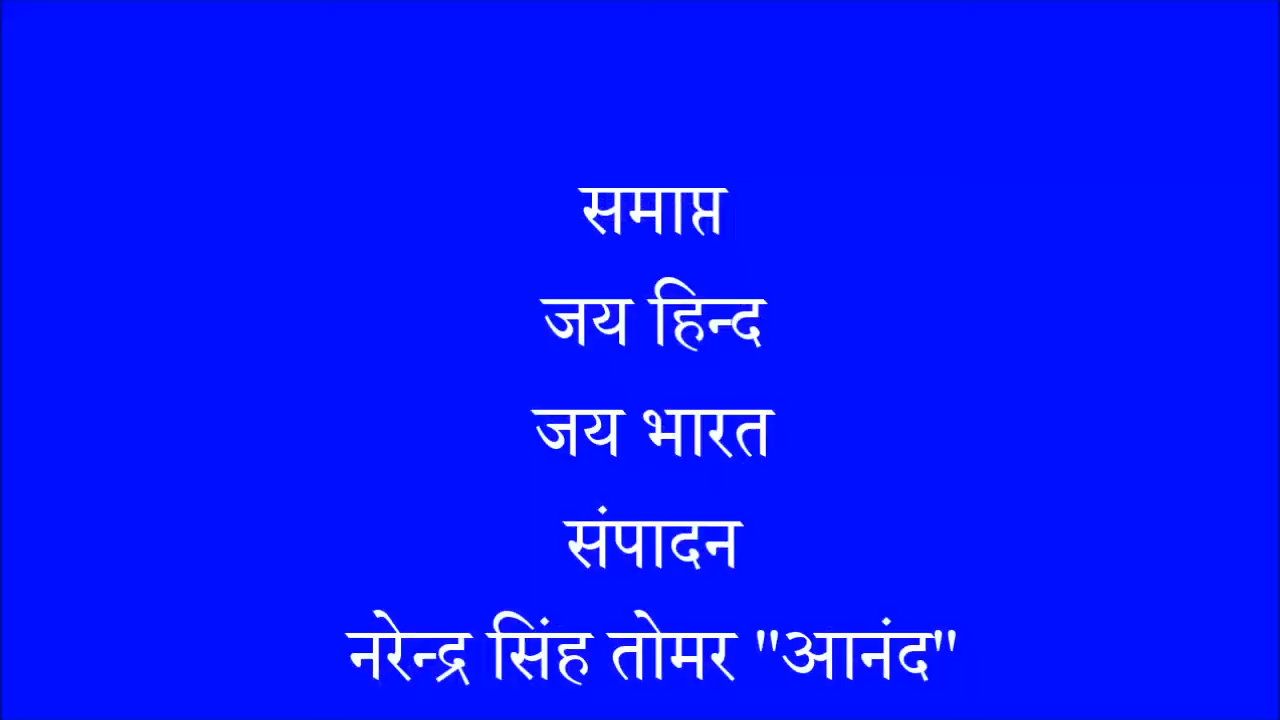 समाप्त
जय हिन्द
जय भारत
संपादन
नरेन्द्र सिंह तोमर "आनंद"